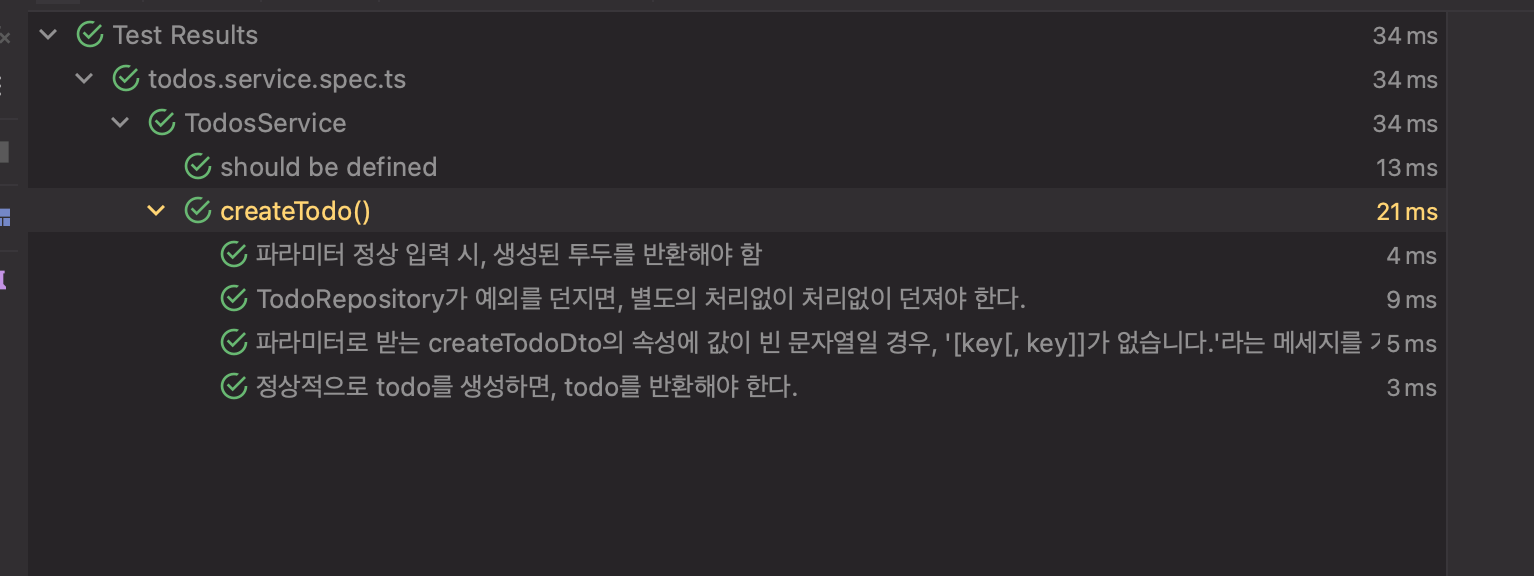 Test Results 34 ms
todos.service.spec.ts 34 ms
TodosService 34 ms
should be defined 13 ms
createTodo() 21 ms
파라미터 정상 입력 시, 생성된 투두를 반환해야 함 4 ms
TodoRepository가 예외를 던지면, 별도의 처리없이 처리없이 던져야 한다. 9 ms
파라미터로 받는 createTodoDto의 속성에 값이 빈 문자열일 경우, '[key[, key]]가 없습니다.'라는 메세지를 5 ms
정상적으로 todo를 생성하면, todo를 반환해야 한다. 3 ms